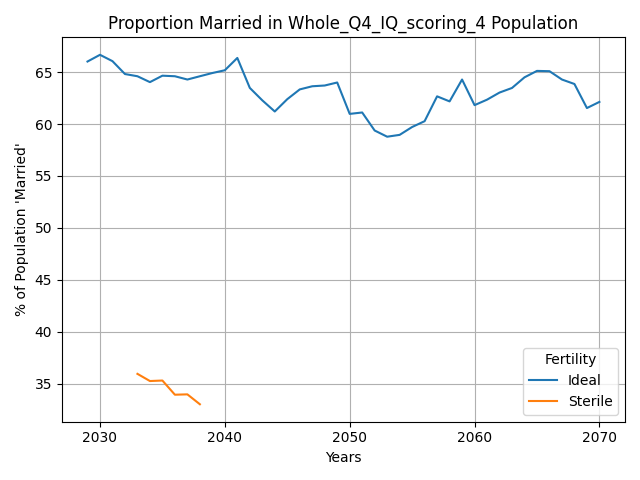 Proportion Married in Whole_Q4_IQ_scoring_4 Population
% of Population 'Married'
65
60
55
50
45
40
35
2030
2040
2050
2060
2070
Years
Fertility
Ideal
Sterile